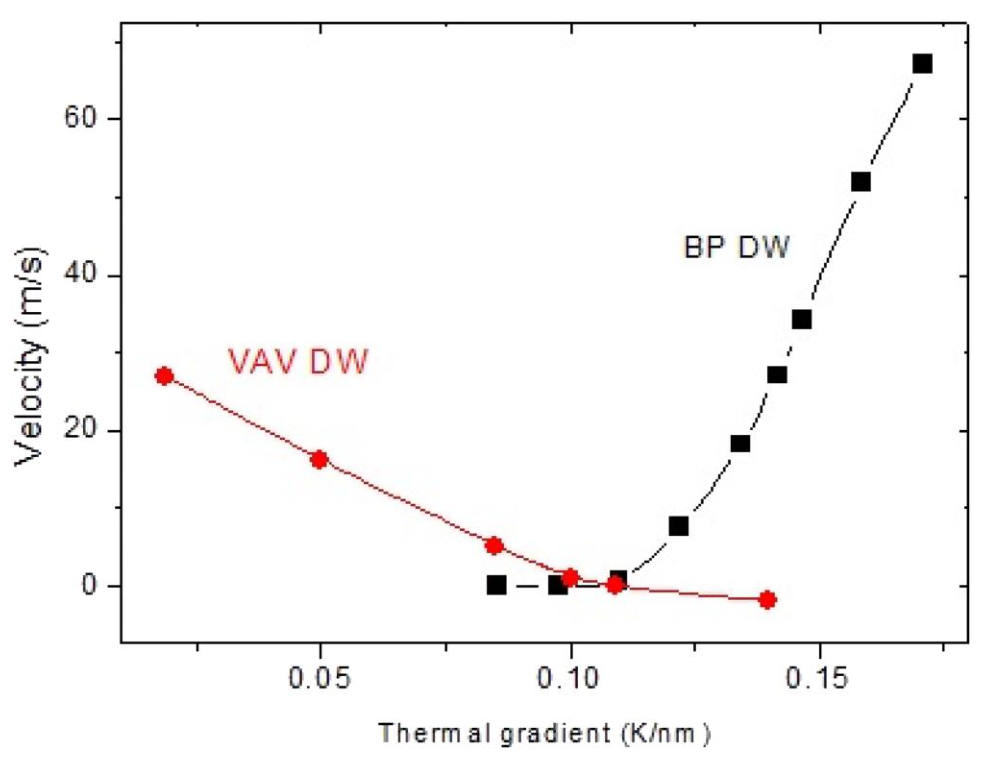 60
BP DW
40
Velocity (m/s)
VAV DW
20
0
0.05 0.10 0.15
Thermal gradient (K/nm)